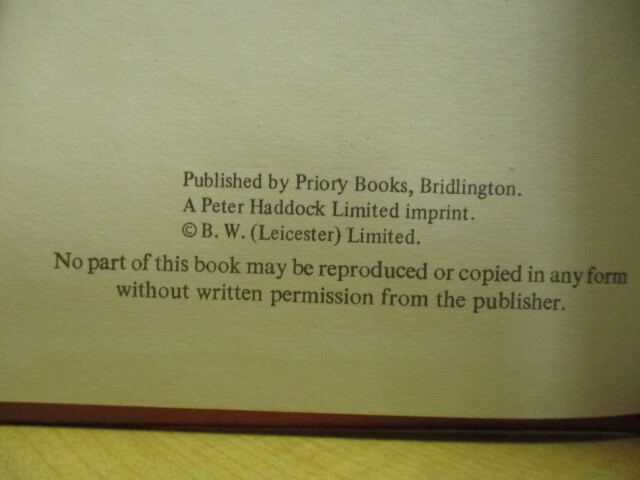 Published by Priory Books, Bridlington.
A Peter Haddock Limited imprint.
© B. W. (Leicester) Limited.
No part of this book may be reproduced or copied in any form
without written permission from the publisher.